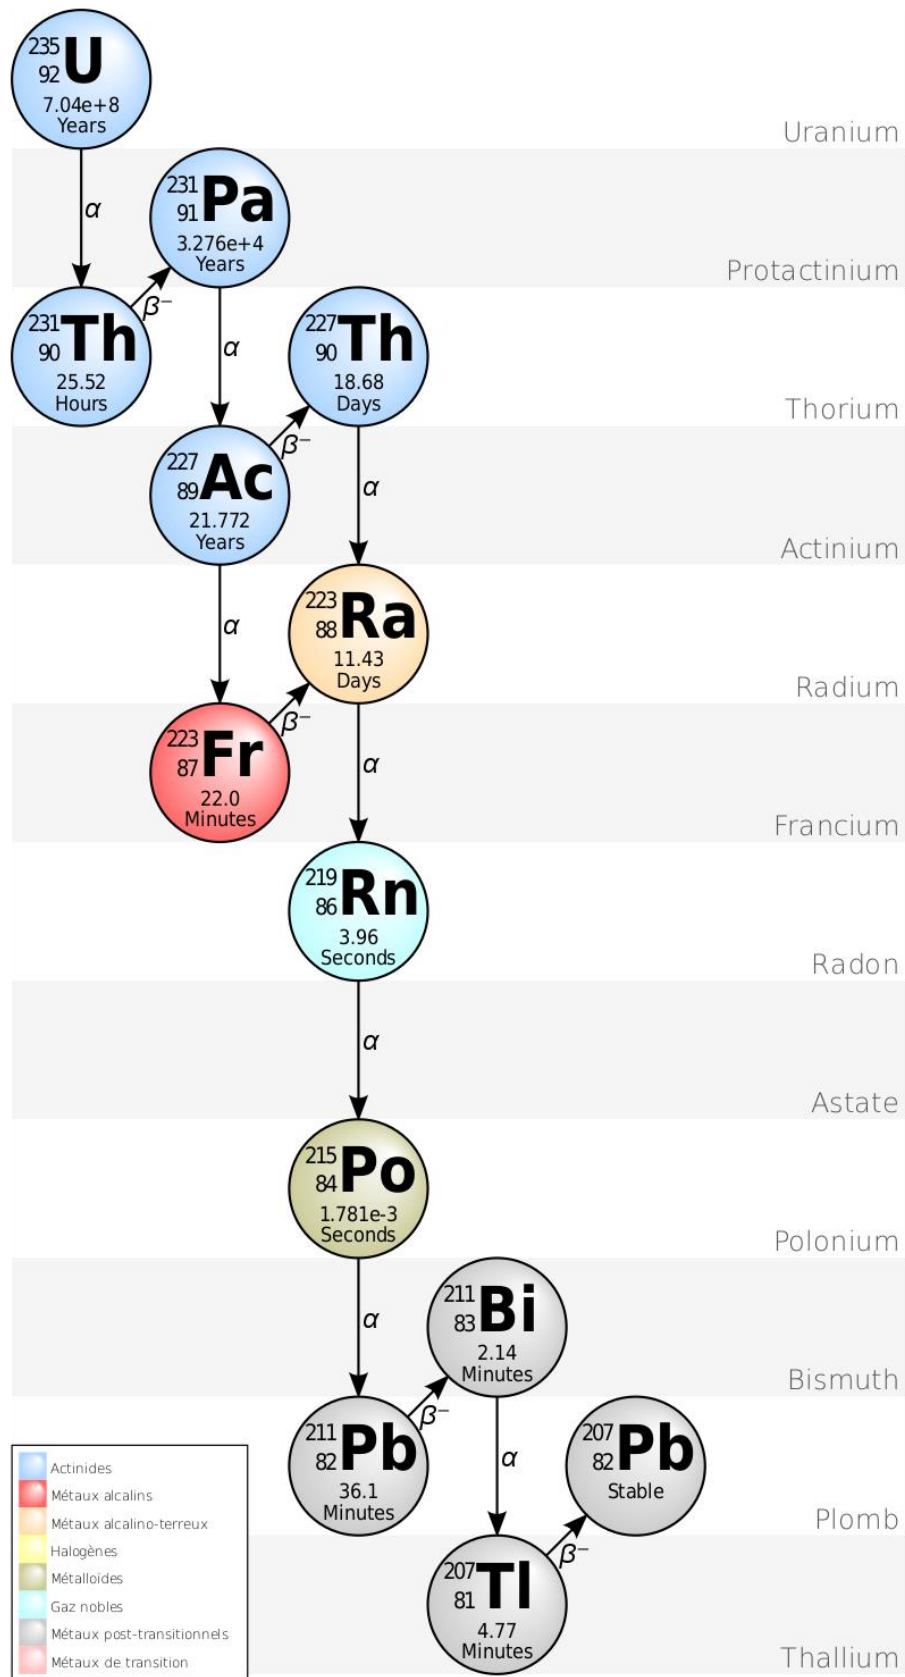 235
92 U
7.04e+8
Years
Uranium
α
231
91 Pa
3.276e+4
Years
Protactinium
β⁻
231
90 Th
25.52
Hours
α
227
90 Th
18.68
Days
Thorium
β⁻
227
89 Ac
21.772
Years
α
Actinium
α
223
88 Ra
11.43
Days
Radium
β⁻
223
87 Fr
22.0
Minutes
α
Francium
219
86 Rn
3.96
Seconds
Radon
α
Astate
215
84 Po
1.781e-3
Seconds
Polonium
α
211
83 Bi
2.14
Minutes
Bismuth
β⁻
211
82 Pb
36.1
Minutes
α
207
82 Pb
Stable
Plomb
β⁻
207
81 Tl
4.77
Minutes
Thallium
Actinides
Métaux alcalins
Métaux alcalino-terreux
Halogènes
Métalloïdes
Gaz nobles
Métaux post-transitionnels
Métaux de transition